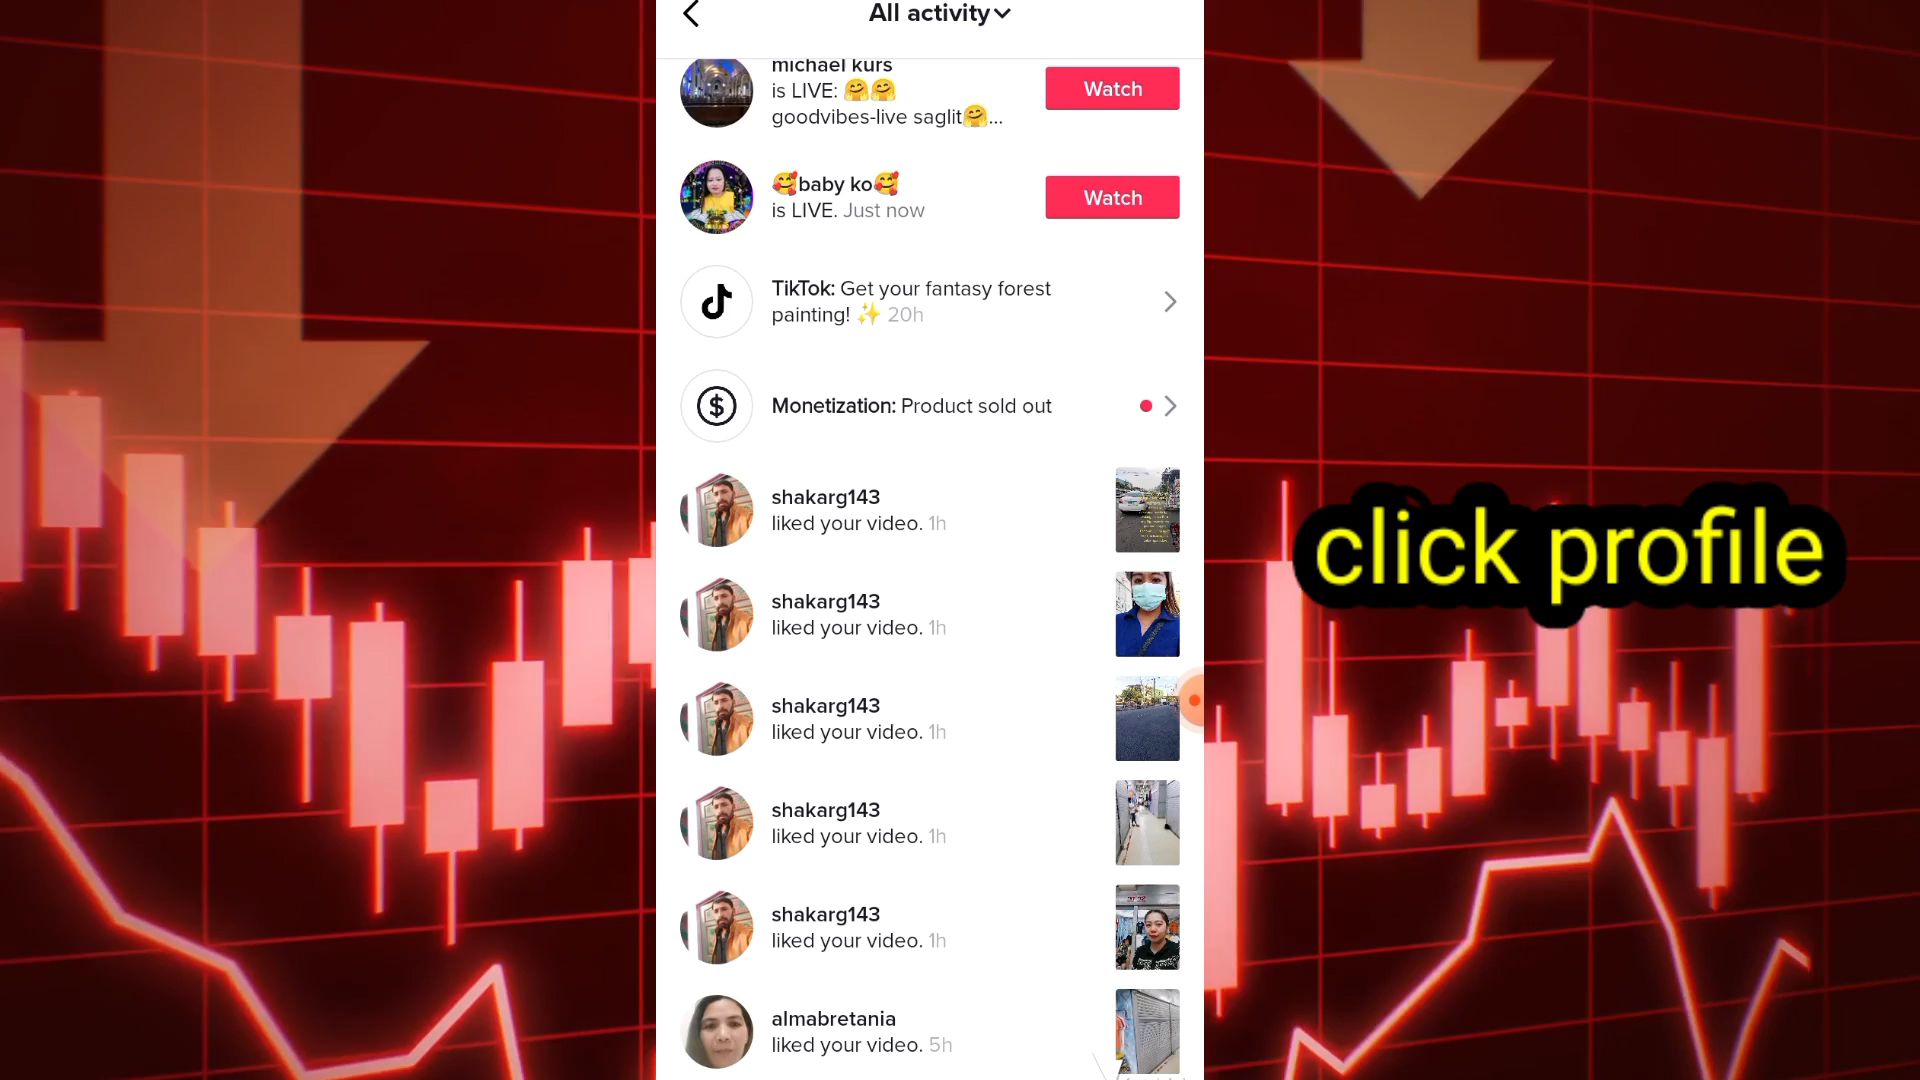 All activity
michael kurs
is LIVE: 🤗🤗
goodvibes-live saglit🤗...
Watch
🥰baby ko🥰
is LIVE. Just now
Watch
TikTok: Get your fantasy forest
painting! ✨ 20h
Monetization: Product sold out
shakarg143
liked your video. 1h
shakarg143
liked your video. 1h
shakarg143
liked your video. 1h
shakarg143
liked your video. 1h
shakarg143
liked your video. 1h
almabretania
liked your video. 5h
click profile